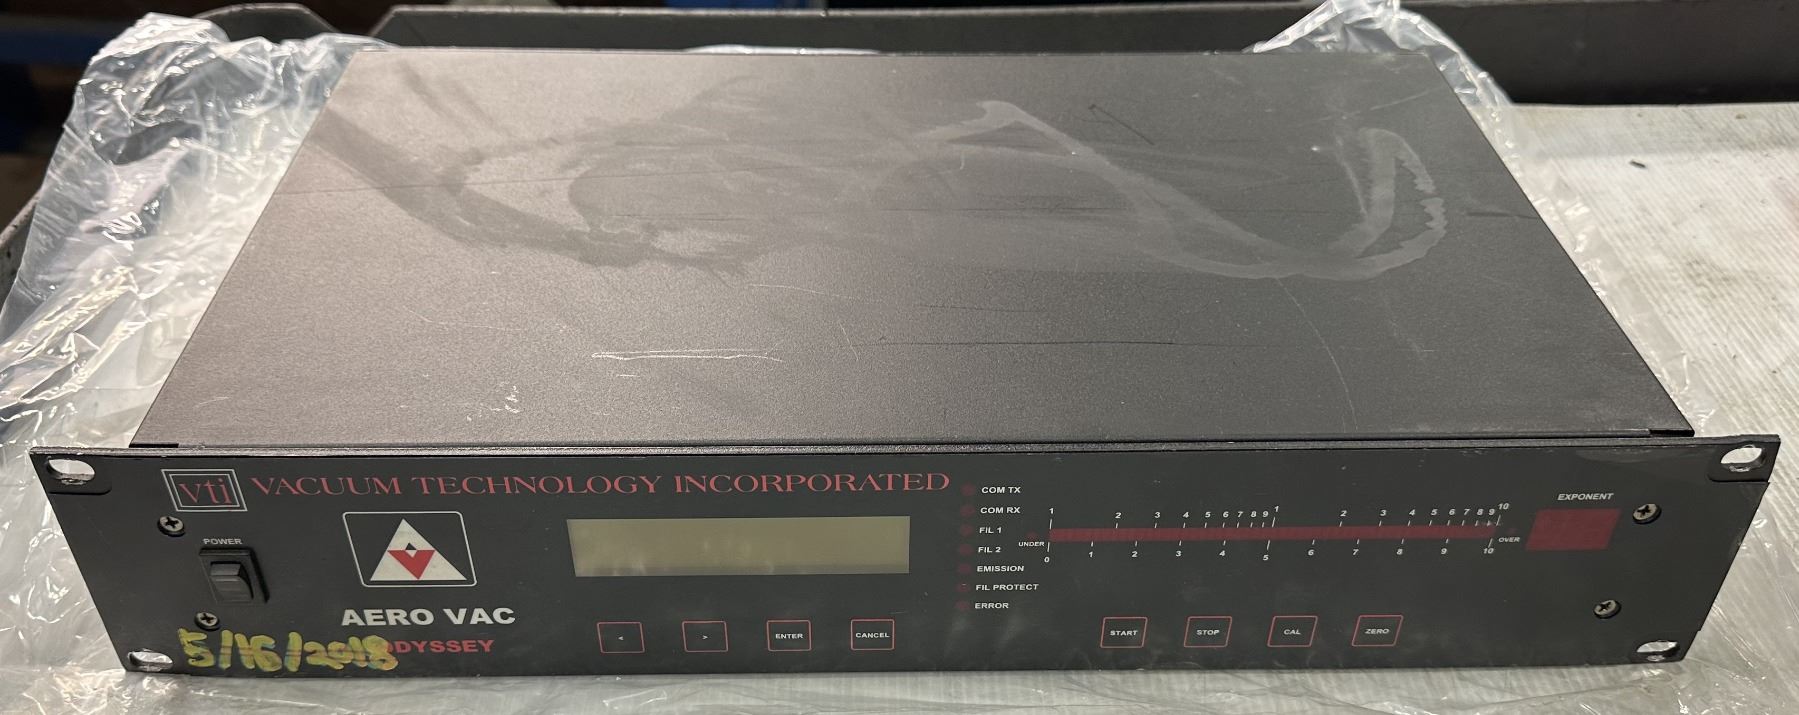 vti VACUUM TECHNOLOGY INCORPORATED
POWER
AERO VAC
ODYSSEY
5/16/2018
< > ENTER CANCEL
COM TX
COM RX
FIL 1
FIL 2
EMISSION
FIL PROTECT
ERROR
1 2 3 4 5 6 7 8 9 1 2 3 4 5 6 7 8 9 10
UNDER OVER
0 1 2 3 4 5 6 7 8 9 10
EXPONENT
START STOP CAL ZERO